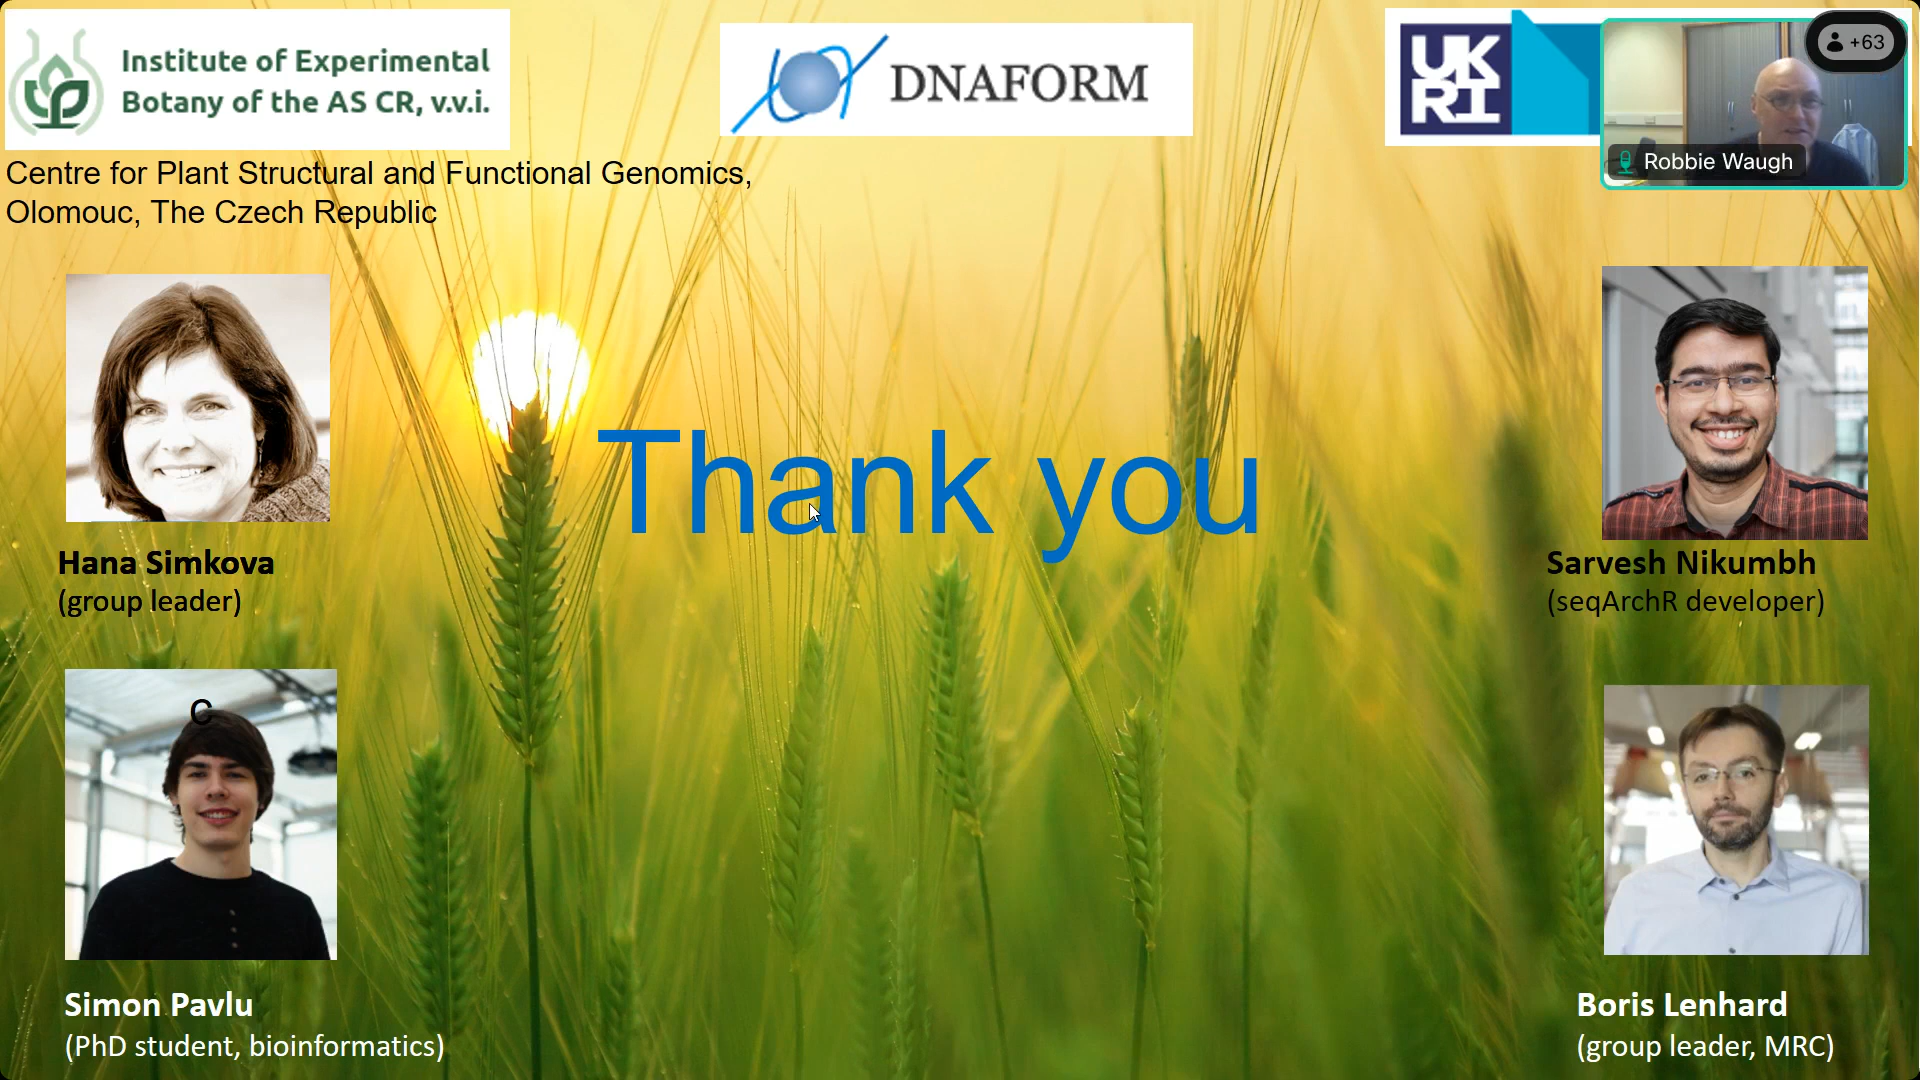 Institute of Experimental
Botany of the AS CR, v.v.i.
DNAFORM
UK
RI
+63
Robbie Waugh
Centre for Plant Structural and Functional Genomics,
Olomouc, The Czech Republic
Thank you
Hana Simkova
(group leader)
Sarvesh Nikumbh
(seqArchR developer)
C
Simon Pavlu
(PhD student, bioinformatics)
Boris Lenhard
(group leader, MRC)